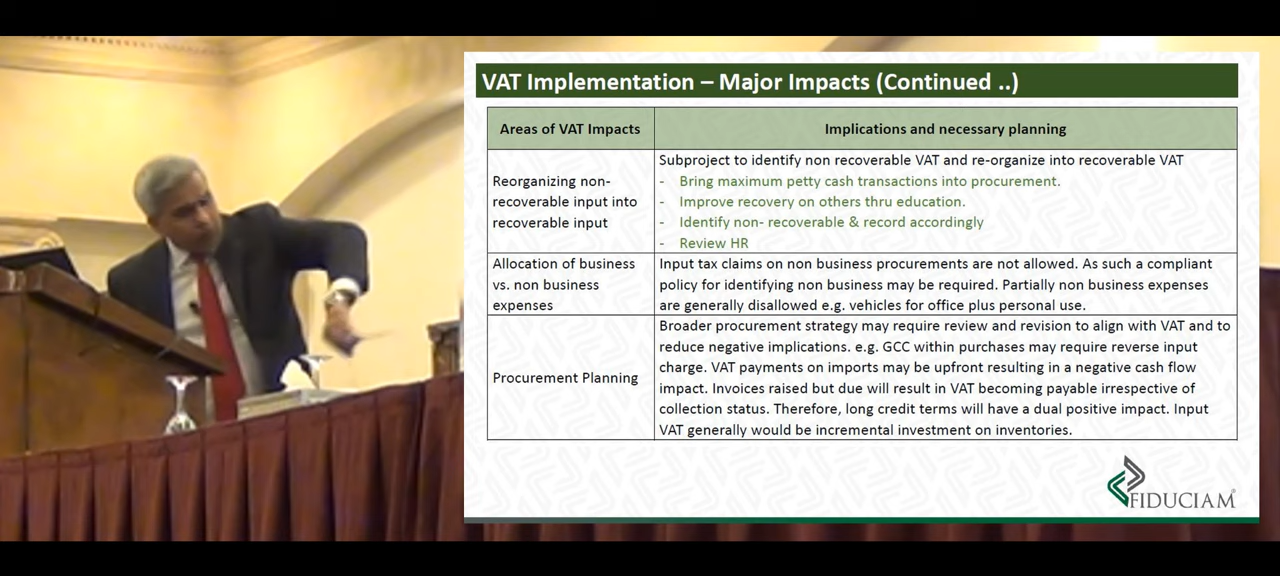 VAT Implementation – Major Impacts (Continued ..)
Areas of VAT Impacts
Implications and necessary planning
Reorganizing non-
recoverable input into
recoverable input
Subproject to identify non recoverable VAT and re-organize into recoverable VAT
- Bring maximum petty cash transactions into procurement.
- Improve recovery on others thru education.
- Identify non- recoverable & record accordingly
- Review HR
Allocation of business
vs. non business
expenses
Input tax claims on non business procurements are not allowed. As such a compliant
policy for identifying non business may be required. Partially non business expenses
are generally disallowed e.g. vehicles for office plus personal use.
Procurement Planning
Broader procurement strategy may require review and revision to align with VAT and to
reduce negative implications. e.g. GCC within purchases may require reverse input
charge. VAT payments on imports may be upfront resulting in a negative cash flow
impact. Invoices raised but due will result in VAT becoming payable irrespective of
collection status. Therefore, long credit terms will have a dual positive impact. Input
VAT generally would be incremental investment on inventories.
FIDUCIAM®